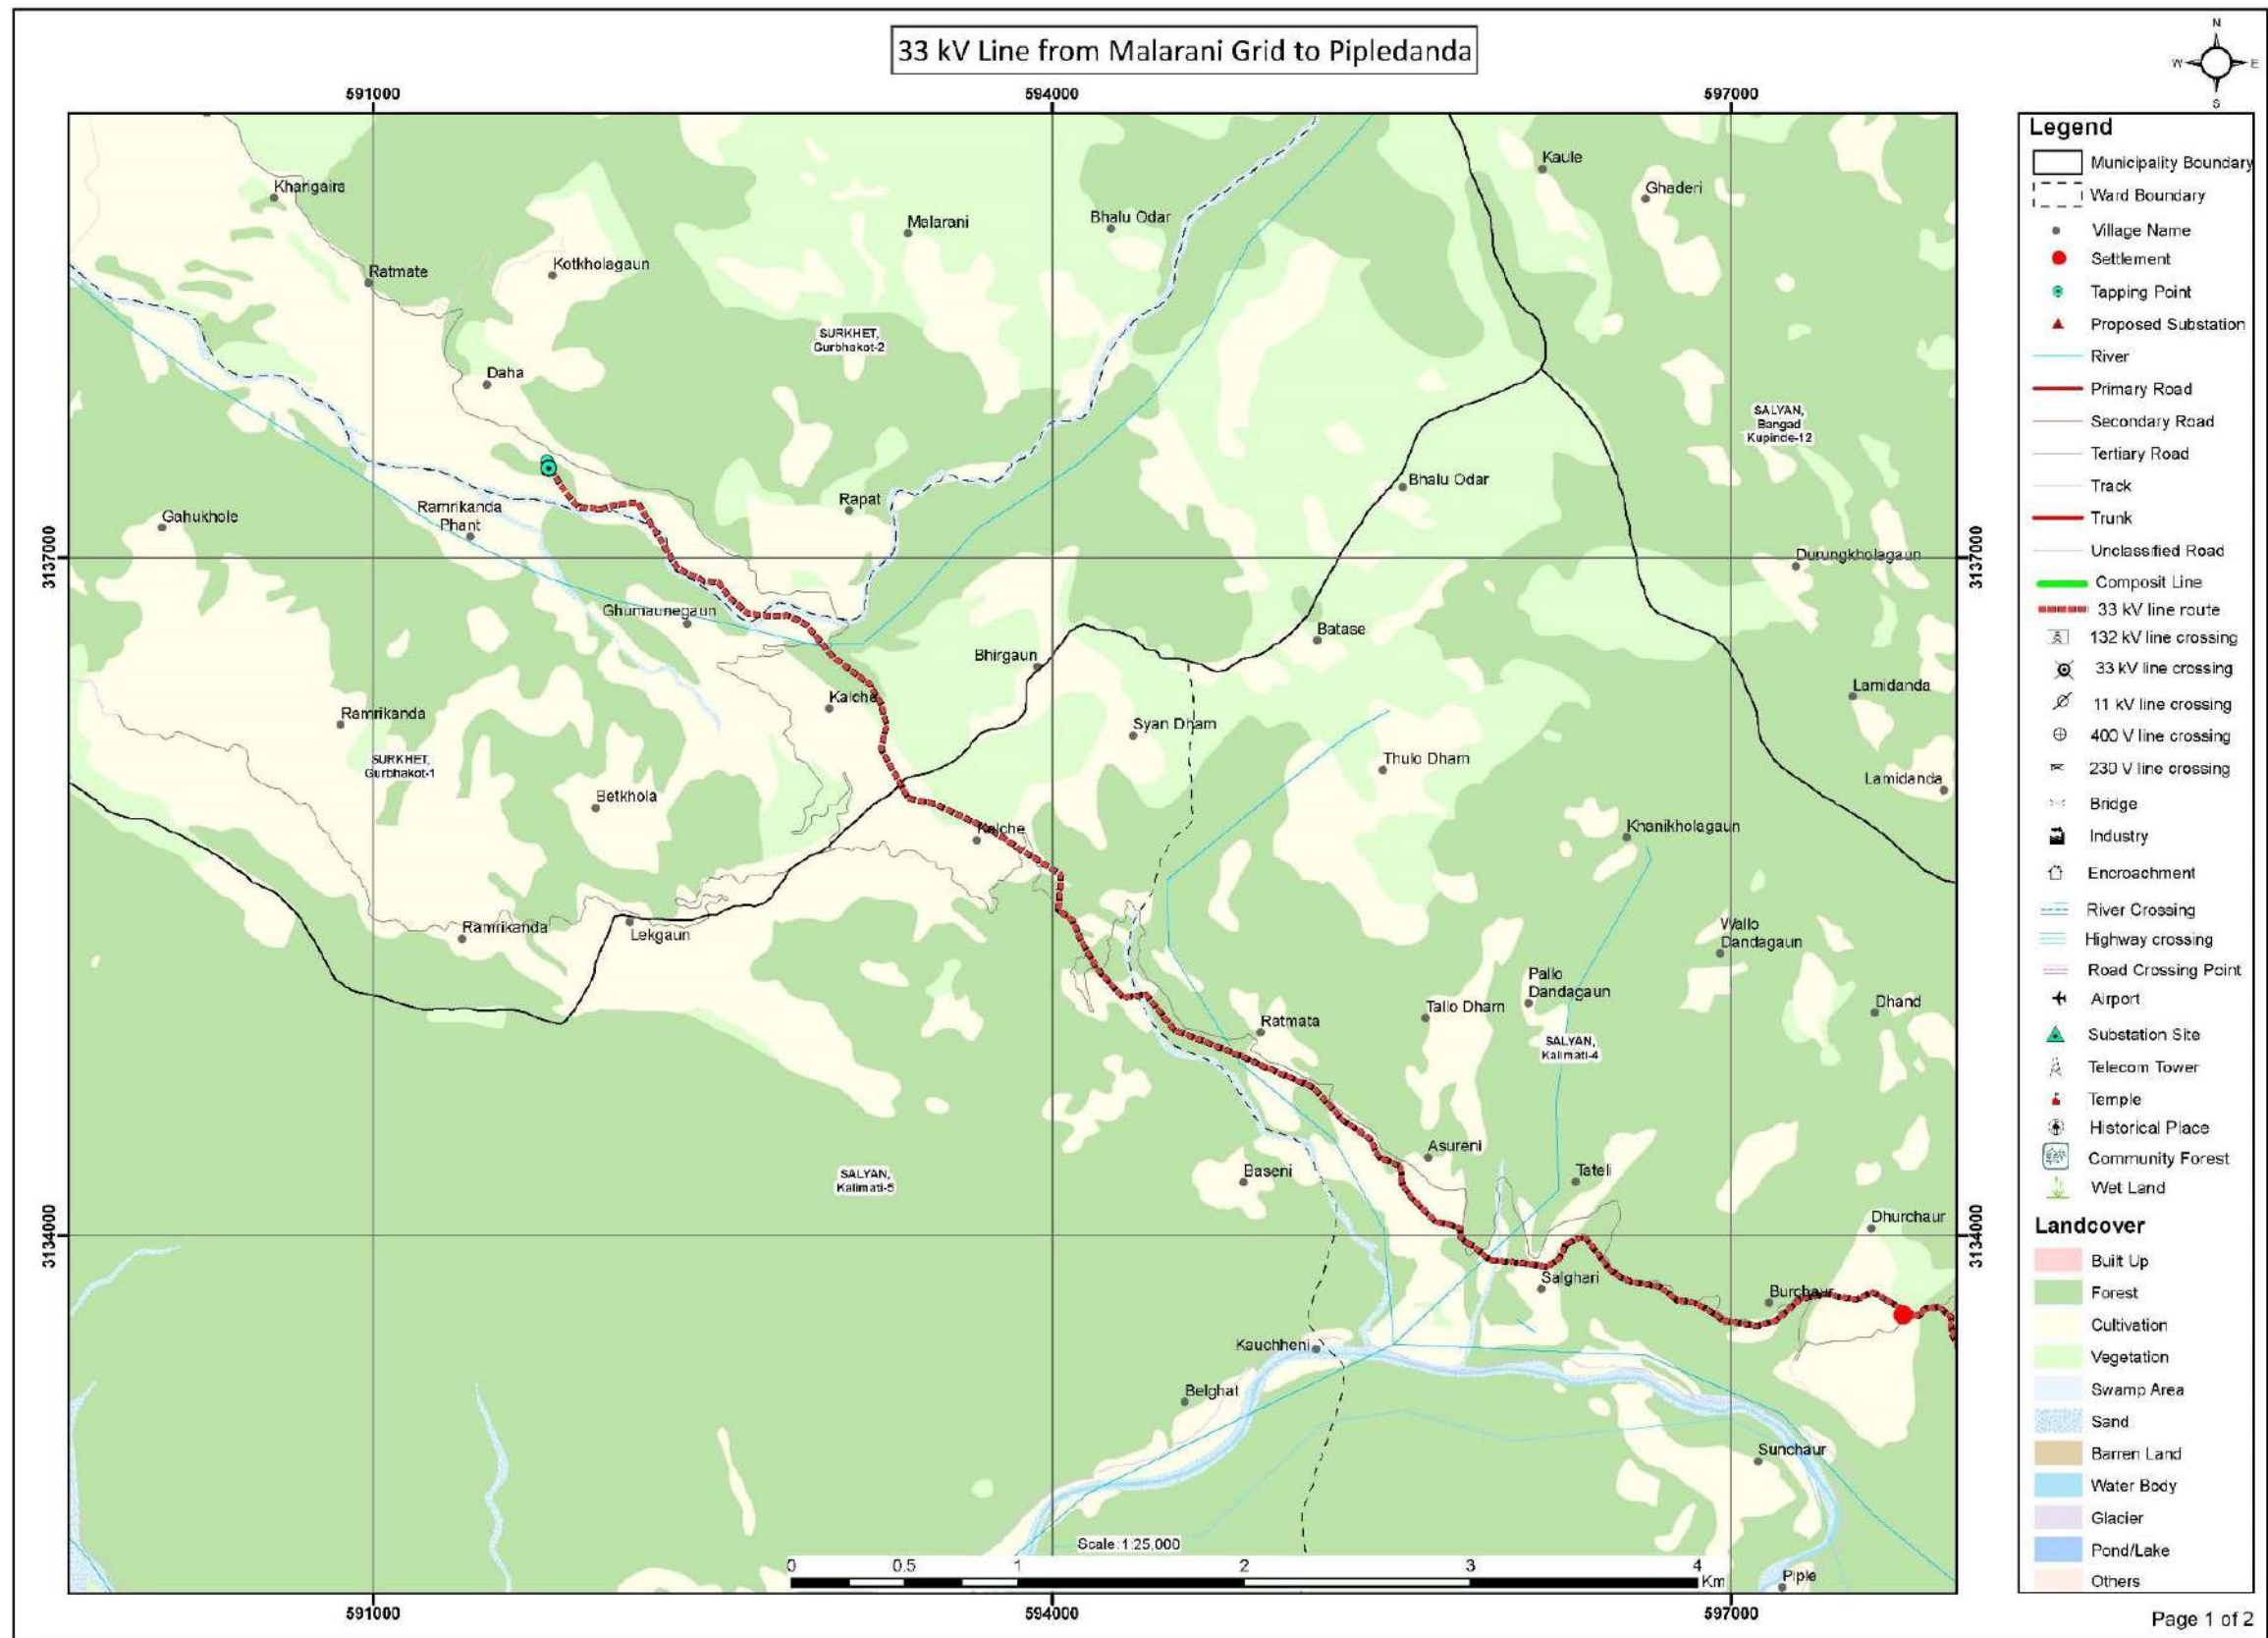 33 kV Line from Malarani Grid to Pipledanda
N
W
E
S
591000
594000
597000
Khangaira
Ratmate
Kotkholagaun
Malarani
Bhalu Odar
Kaule
Ghaderi
SURKHET,
Gurbhakot-2
Daha
SALYAN,
Bangad
Kupinde-12
Gahukhole
Ramrikanda
Phant
Rapat
Bhalu Odar
3137000
3137000
Durungkholagaun
Ghumaunegaun
Bhirgaun
Batase
Kalche
Lamidanda
Ramrikanda
Syan Dham
SURKHET,
Gurbhakot-1
Thulo Dham
Lamidanda
Betkhola
Kalche
Khanikholagaun
Ramrikanda
Lekgaun
Wallo
Dandagaun
Pallo
Dandagaun
Tallo Dham
Dhand
Ratmata
SALYAN,
Kalimati-4
Asureni
SALYAN,
Kalimati-5
Baseni
Tateli
Dhurchaur
3134000
3134000
Salghari
Burchaur
Kauchheni
Belghat
Sunchaur
Piple
Scale: 1:25,000
0 0.5 1 2 3 4
Km
591000
594000
597000
Legend
Municipality Boundary
Ward Boundary
Village Name
Settlement
Tapping Point
Proposed Substation
River
Primary Road
Secondary Road
Tertiary Road
Track
Trunk
Unclassified Road
Composit Line
33 kV line route
132 kV line crossing
33 kV line crossing
11 kV line crossing
400 V line crossing
230 V line crossing
Bridge
Industry
Encroachment
River Crossing
Highway crossing
Road Crossing Point
Airport
Substation Site
Telecom Tower
Temple
Historical Place
Community Forest
Wet Land
Landcover
Built Up
Forest
Cultivation
Vegetation
Swamp Area
Sand
Barren Land
Water Body
Glacier
Pond/Lake
Others
Page 1 of 2